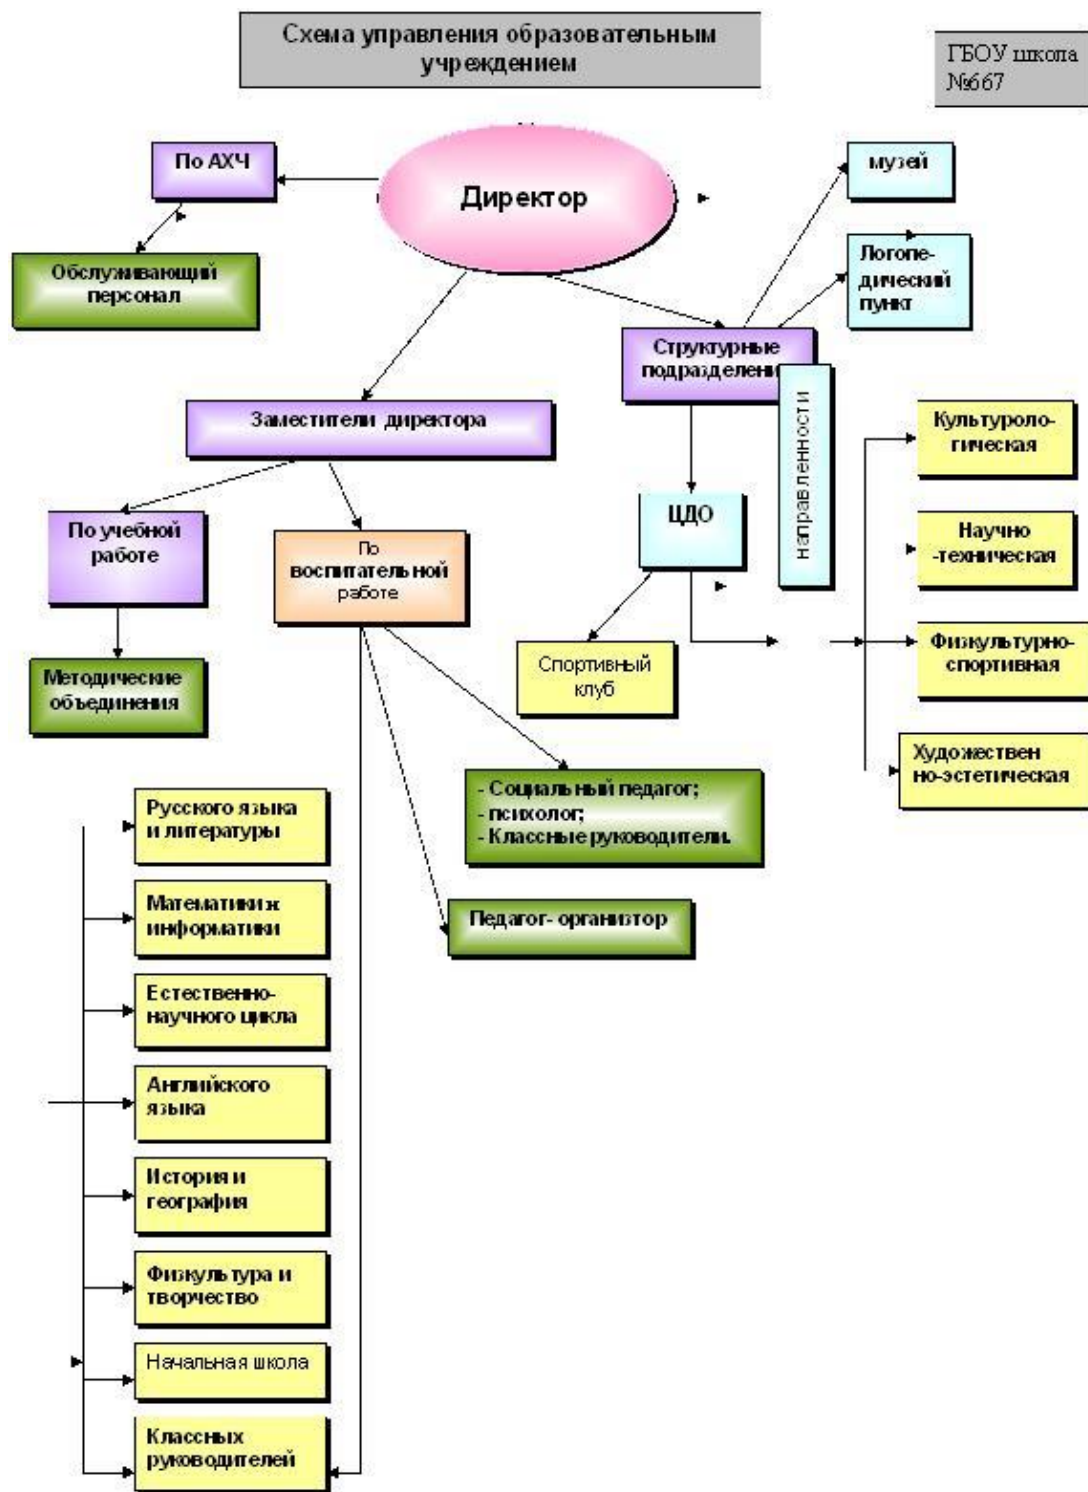 Схема управления образовательным
учреждением
ГБОУ школа
№667
По АХЧ
Директор
музей
Обслуживающий
персонал
Логопе-
дический
пункт
Структурные
подразделени
Заместители директора
направленности
Культуроло-
гическая
ЦДО
По учебной
работе
По
воспитательной
работе
Научно
-техническая
Спортивный
клуб
Физкультурно-
спортивная
Методические
объединения
Художествен
но-эстетическая
- Социальный педагог;
- психолог;
- Классные руководители.
Русского языка
и литературы
Математики и
информатики
Педагог- организтор
Естественно-
научного цикла
Английского
языка
История и
география
Физкультура и
творчество
Начальная школа
Классных
руководителей